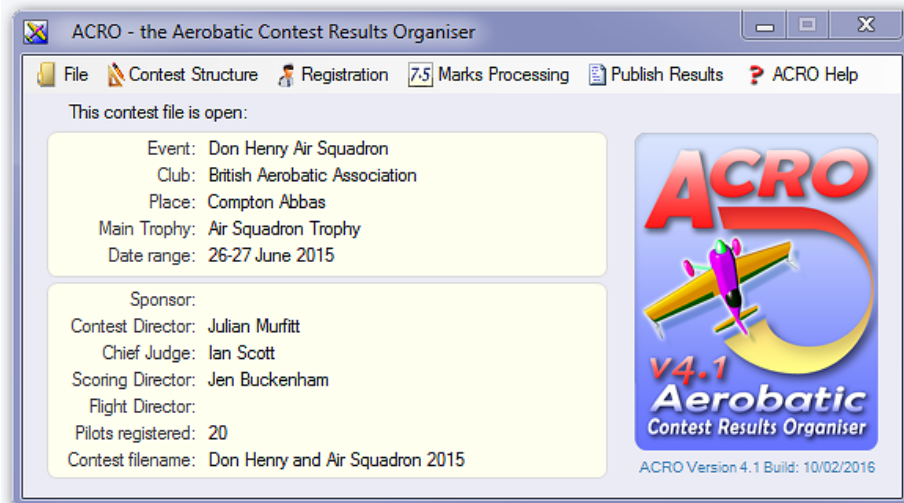 ACRO - the Aerobatic Contest Results Organiser
File Contest Structure Registration 7.5 Marks Processing Publish Results ACRO Help
This contest file is open:
Event: Don Henry Air Squadron
Club: British Aerobatic Association
Place: Compton Abbas
Main Trophy: Air Squadron Trophy
Date range: 26-27 June 2015
Sponsor:
Contest Director: Julian Murfitt
Chief Judge: Ian Scott
Scoring Director: Jen Buckenham
Flight Director:
Pilots registered: 20
Contest filename: Don Henry and Air Squadron 2015
ACRO
v4.1
Aerobatic
Contest Results Organiser
ACRO Version 4.1 Build: 10/02/2016